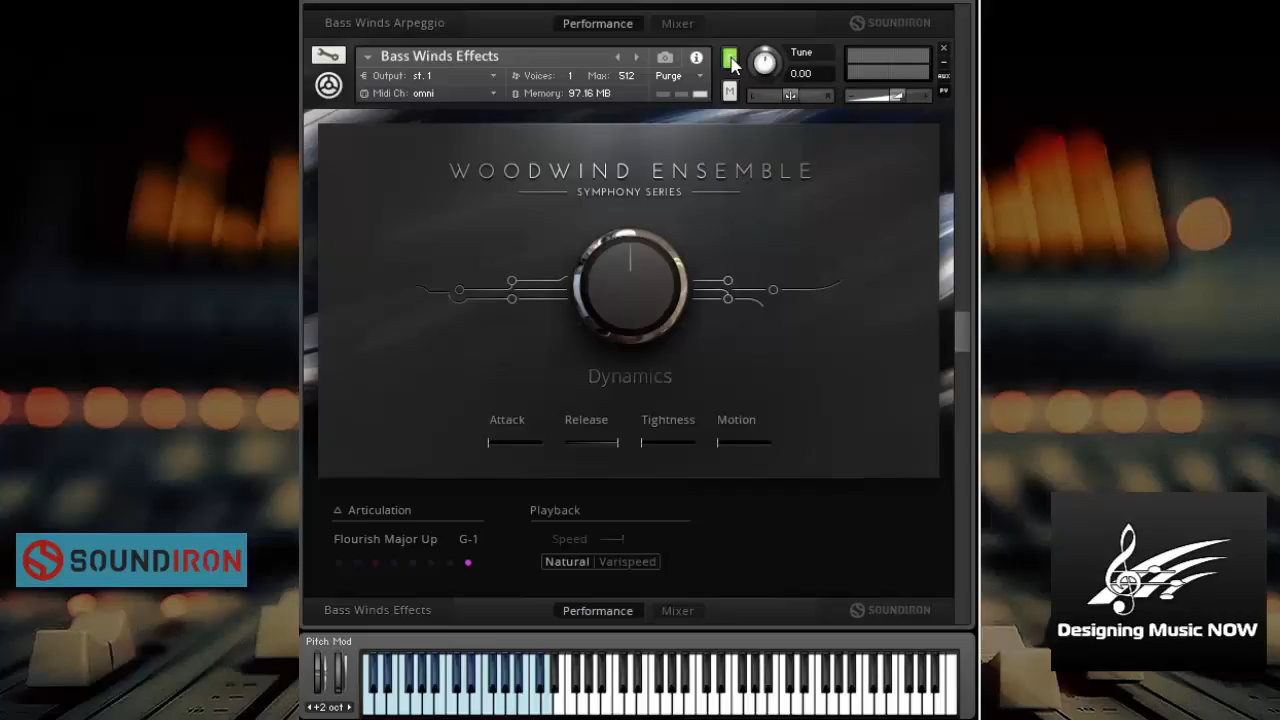 Bass Winds Arpeggio
Performance Mixer
SOUNDIRON
Bass Winds Effects
Output: st. 1
Voices: 1 Max: 512
Purge
Midi Ch: omni
Memory: 97.16 MB
S
M
Tune
0.00
L R
AUX
PV
WOODWIND ENSEMBLE
SYMPHONY SERIES
Dynamics
Attack Release Tightness Motion
Articulation
Playback
Flourish Major Up G-1
Speed
Natural | Varispeed
SOUNDIRON
Designing Music NOW
Bass Winds Effects
Performance Mixer
SOUNDIRON
Pitch Mod
+2 oct